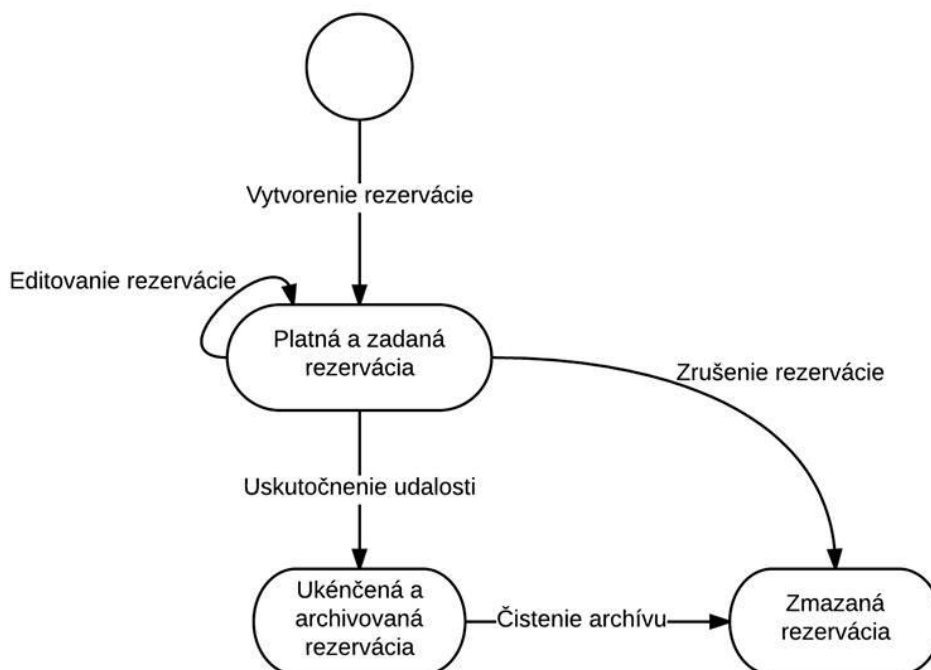 Vytvorenie rezervácie
Editovanie rezervácie
Platná a zadaná
rezervácia
Zrušenie rezervácie
Uskutočnenie udalosti
Ukénčená a
archivovaná
rezervácia
Čistenie archívu
Zmazaná
rezervácia